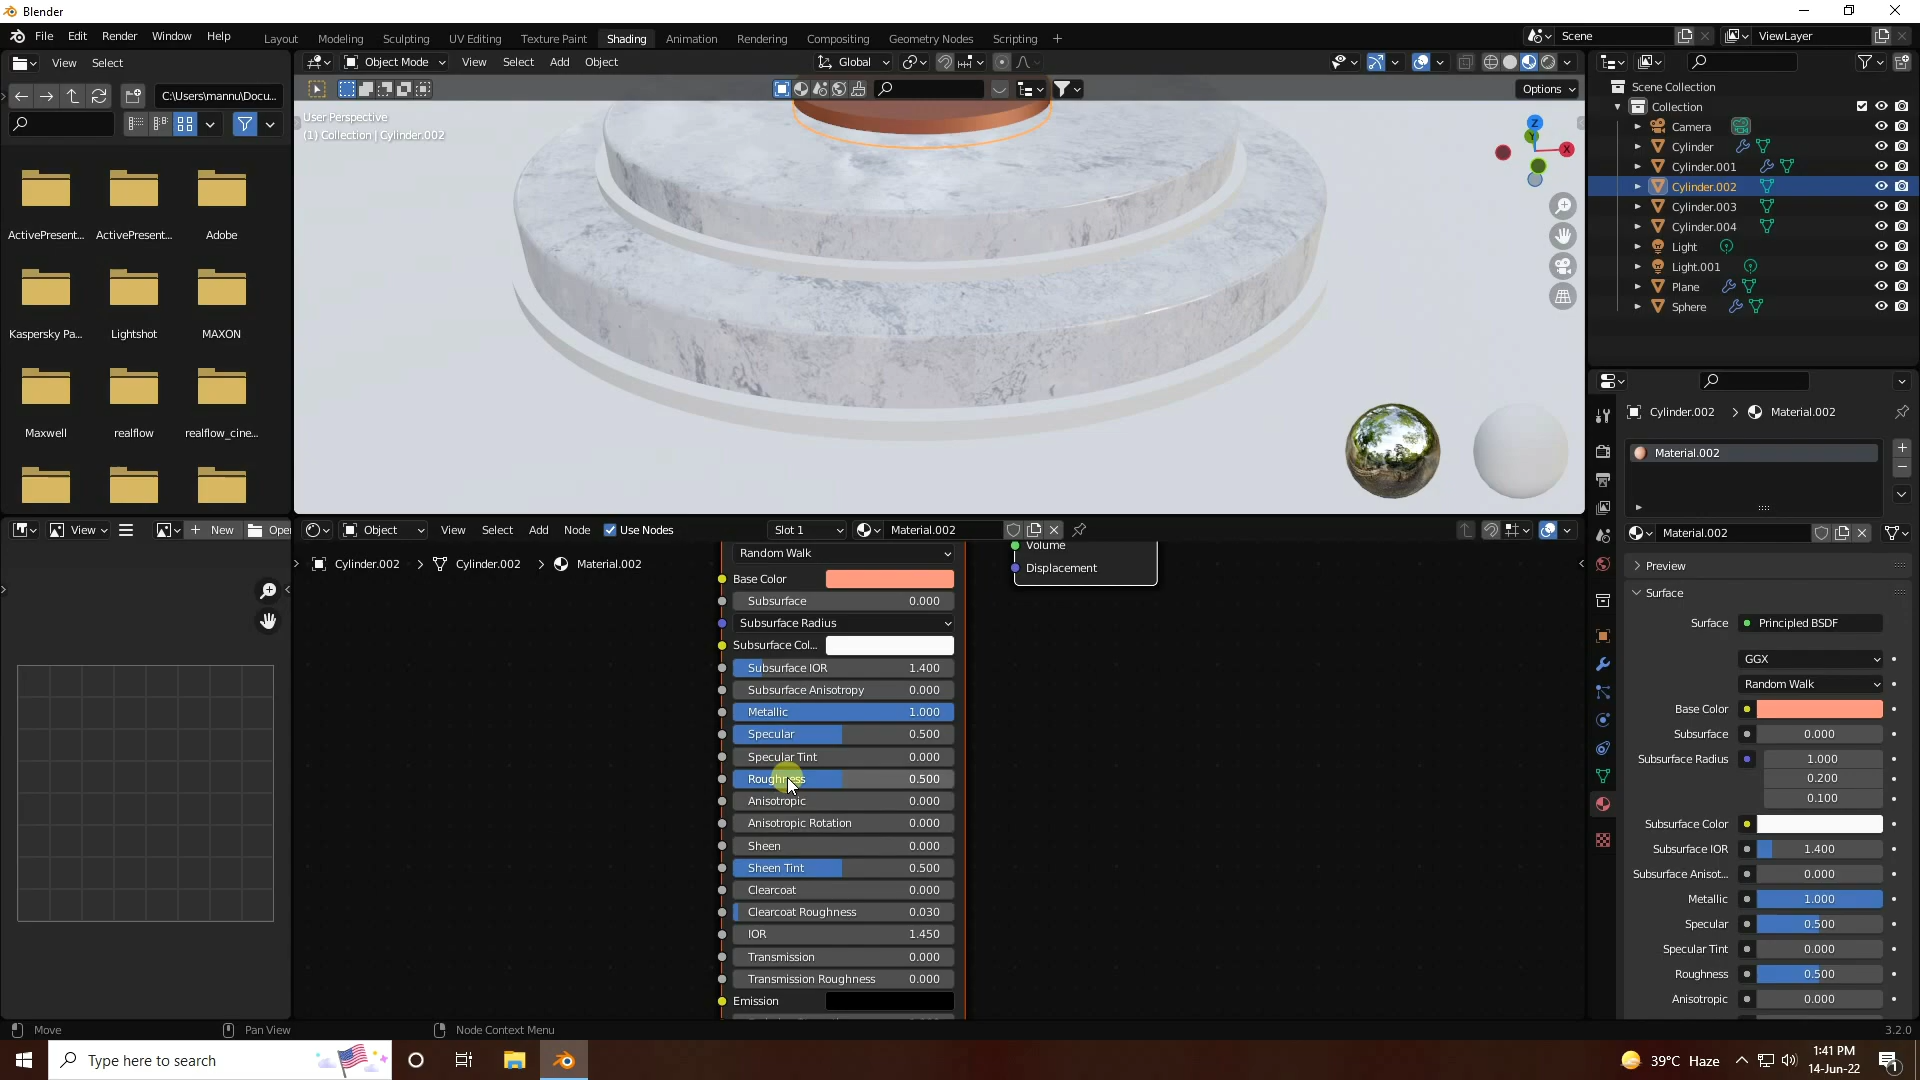 Blender
File Edit Render Window Help
Layout Modeling Sculpting UV Editing Texture Paint Shading Animation Rendering Compositing Geometry Nodes Scripting +
Scene
ViewLayer
View Select
Object Mode View Select Add Object
Global
C:\Users\mannu\Docu...
Options
ActivePresent... ActivePresent... Adobe
Kaspersky Pa... Lightshot MAXON
Maxwell realflow realflow_cine...
User Perspective
(1) Collection | Cylinder.002
Z
Y
X
Scene Collection
Collection
Camera
Cylinder
Cylinder.001
Cylinder.002
Cylinder.003
Cylinder.004
Light
Light.001
Plane
Sphere
Cylinder.002 > Material.002
Material.002
Material.002
Preview
Surface
Surface Principled BSDF
GGX
Random Walk
Base Color
Subsurface 0.000
Subsurface Radius 1.000
0.200
0.100
Subsurface Color
Subsurface IOR 1.400
Subsurface Anisot... 0.000
Metallic 1.000
Specular 0.500
Specular Tint 0.000
Roughness 0.500
Anisotropic 0.000
View + New Open
Object View Select Add Node Use Nodes Slot 1 Material.002
Cylinder.002 > Cylinder.002 > Material.002
Random Walk
Base Color
Subsurface 0.000
Subsurface Radius
Subsurface Col...
Subsurface IOR 1.400
Subsurface Anisotropy 0.000
Metallic 1.000
Specular 0.500
Specular Tint 0.000
Roughness 0.500
Anisotropic 0.000
Anisotropic Rotation 0.000
Sheen 0.000
Sheen Tint 0.500
Clearcoat 0.000
Clearcoat Roughness 0.030
IOR 1.450
Transmission 0.000
Transmission Roughness 0.000
Emission
Volume
Displacement
Move Pan View Node Context Menu
3.2.0
Type here to search
39°C Haze
1:41 PM
14-Jun-22
1